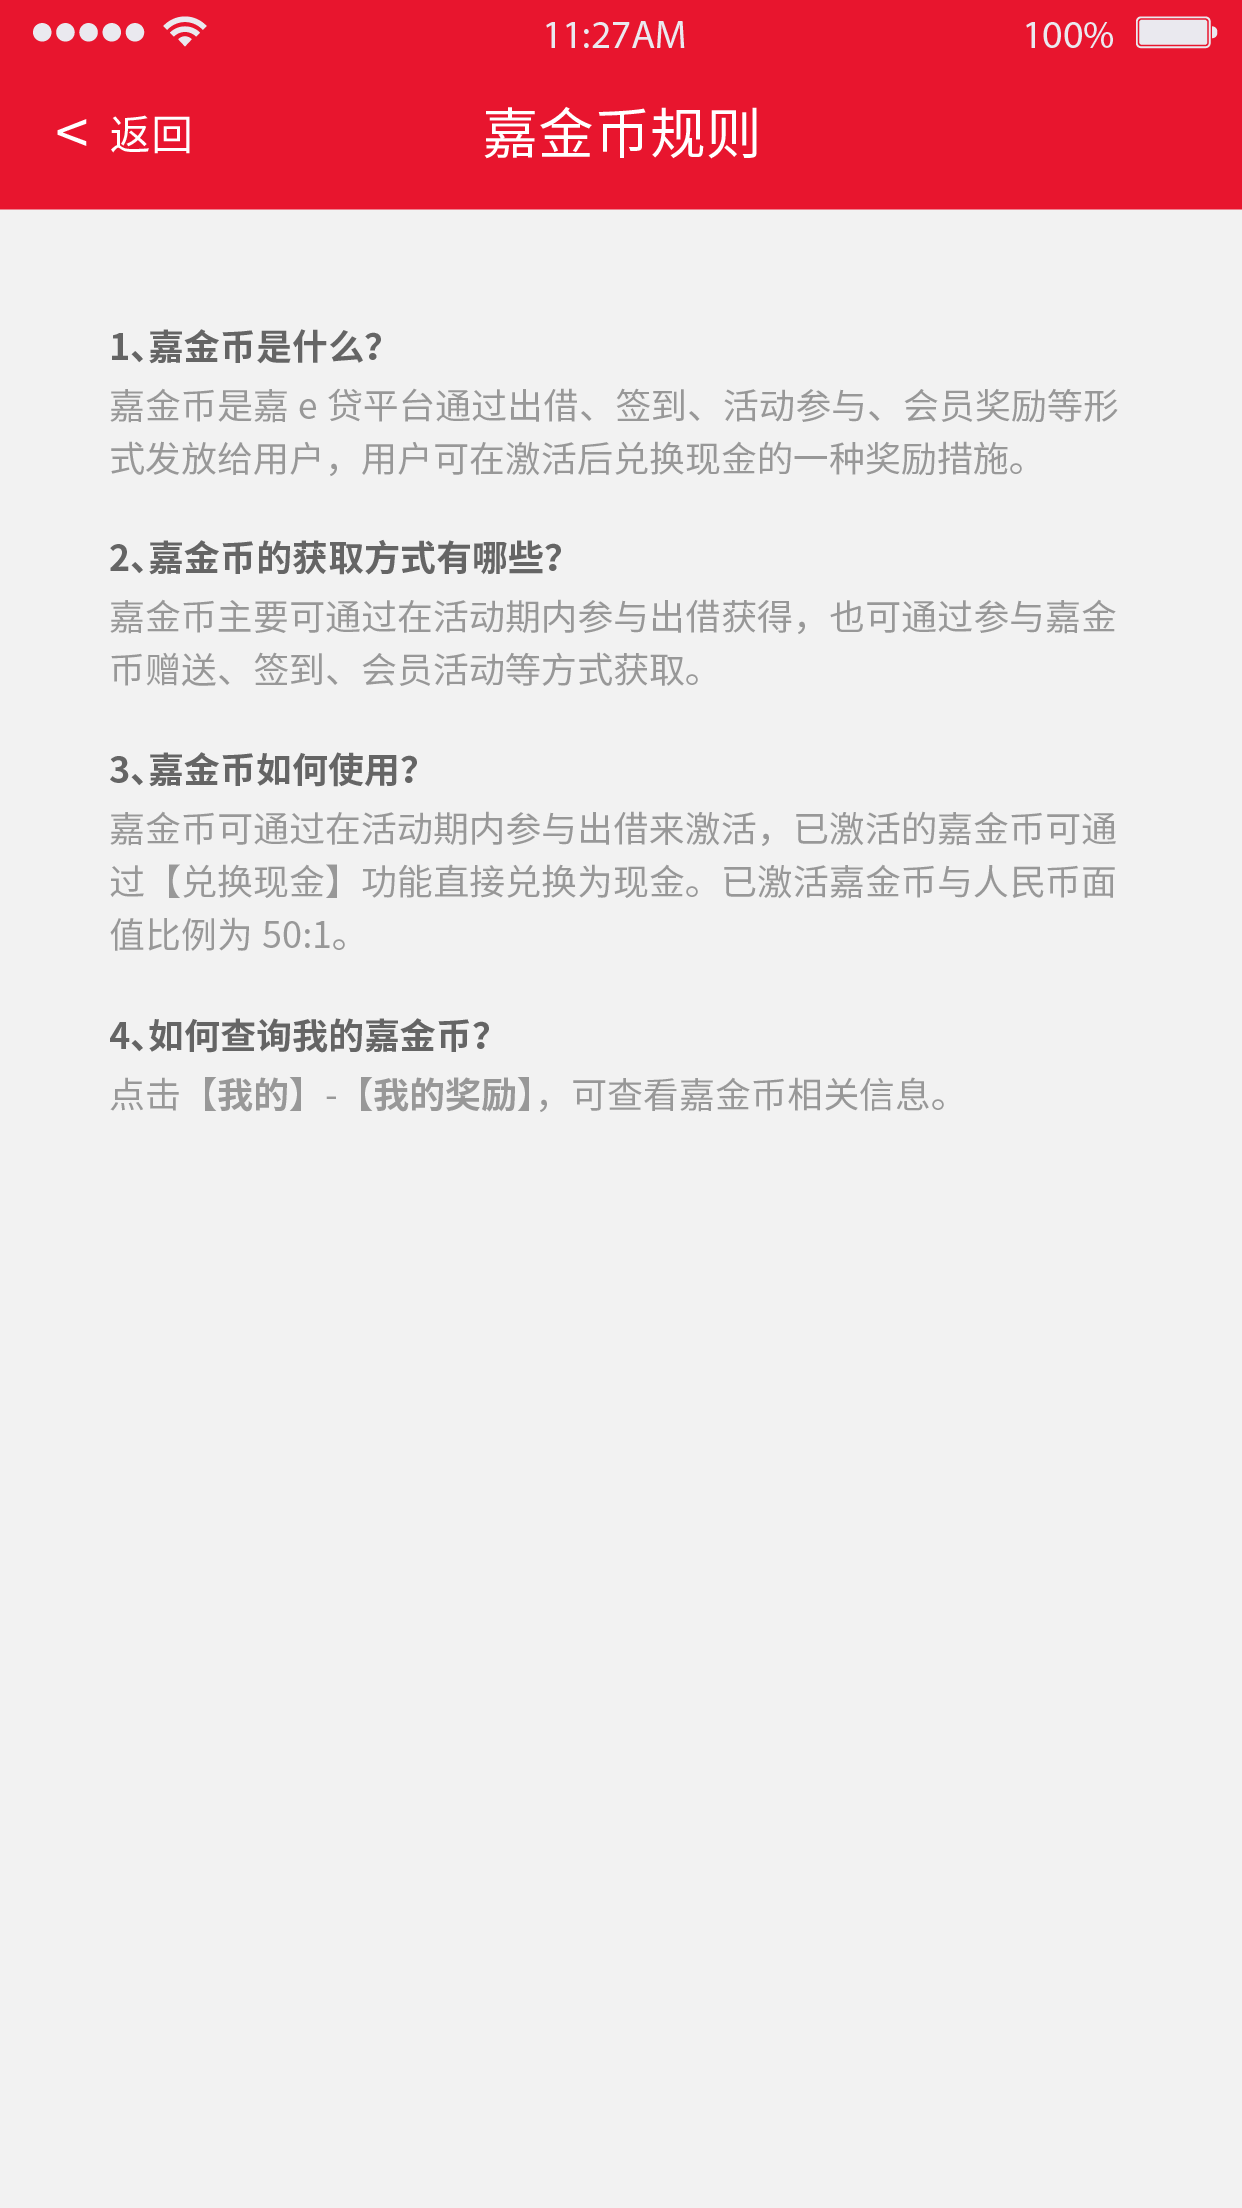 11:27AM
100%
< 返回
嘉金币规则
1、嘉金币是什么？
嘉金币是嘉 e 贷平台通过出借、签到、活动参与、会员奖励等形
式发放给用户，用户可在激活后兑换现金的一种奖励措施。
2、嘉金币的获取方式有哪些？
嘉金币主要可通过在活动期内参与出借获得，也可通过参与嘉金
币赠送、签到、会员活动等方式获取。
3、嘉金币如何使用？
嘉金币可通过在活动期内参与出借来激活，已激活的嘉金币可通
过【兑换现金】功能直接兑换为现金。已激活嘉金币与人民币面
值比例为 50:1。
4、如何查询我的嘉金币？
点击【我的】-【我的奖励】，可查看嘉金币相关信息。